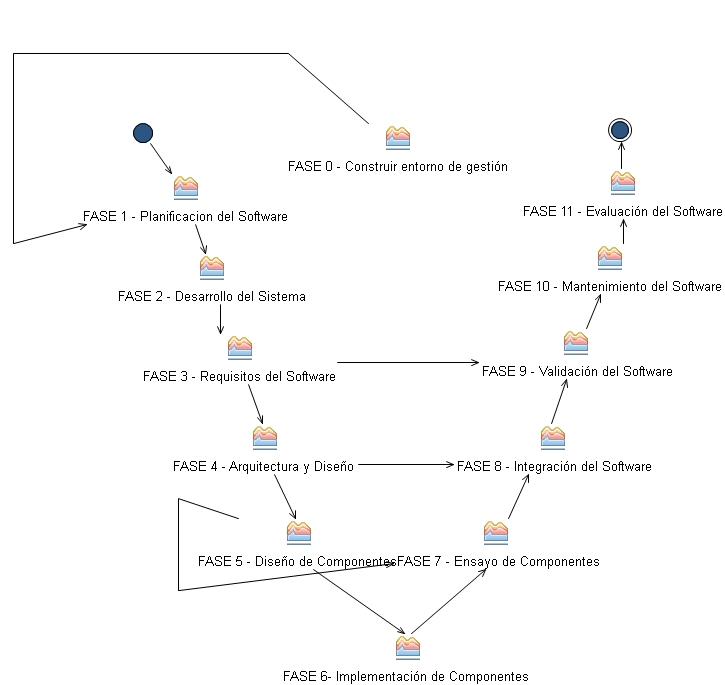 FASE 0 - Construir entorno de gestión
FASE 1 - Planificacion del Software
FASE 11 - Evaluación del Software
FASE 2 - Desarrollo del Sistema
FASE 10 - Mantenimiento del Software
FASE 3 - Requisitos del Software
FASE 9 - Validación del Software
FASE 4 - Arquitectura y Diseño
FASE 8 - Integración del Software
FASE 5 - Diseño de Componentes
FASE 7 - Ensayo de Componentes
FASE 6- Implementación de Componentes